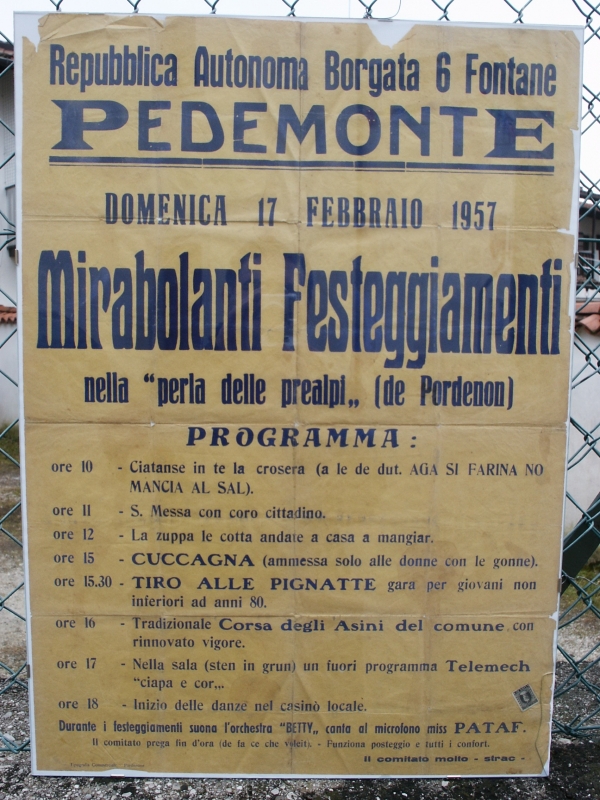 Repubblica Autonoma Borgata 6 Fontane
PEDEMONTE
DOMENICA 17 FEBBRAIO 1957
Mirabolanti Festeggiamenti
nella "perla delle prealpi„ (de Pordenon)
PROGRAMMA:
ore 10 - Ciatanse in te la crosera (a le de dut. AGA SI FARINA NO
MANCIA AL SAL).
ore 11 - S. Messa con coro cittadino.
ore 12 - La zuppa le cotta andate a casa a mangiar.
ore 15 - CUCCAGNA (ammessa solo alle donne con le gonne).
ore 15.30 - TIRO ALLE PIGNATTE gara per giovani non
inferiori ad anni 80.
ore 16 - Tradizionale Corsa degli Asini del comune con
rinnovato vigore.
ore 17 - Nella sala (sten in grun) un fuori programma Telemech
"ciapa e cor„.
ore 18 - Inizio delle danze nel casinò locale.
Durante i festeggiamenti suona l'orchestra "BETTY„ canta al microfono miss PATAF.
Il comitato prega fin d'ora (de fa ce che voleit). - Funziona posteggio e tutti i confort.
Il comitato molto - strac -